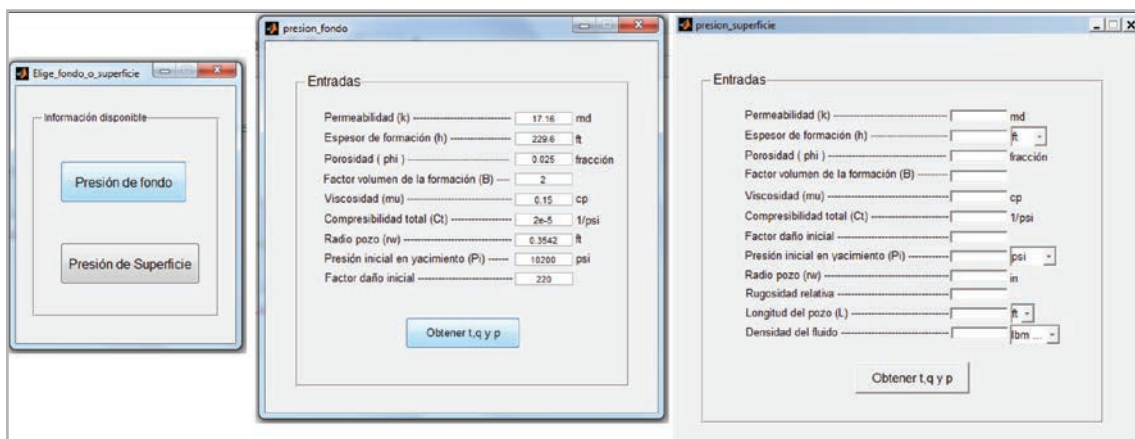 Elige_fondo_o_superficie
Información disponible
Presión de fondo
Presión de Superficie
presion_fondo
Entradas
Permeabilidad (k) ---------------------------- 17.16 md
Espesor de formación (h) --------------------- 229.6 ft
Porosidad ( phi ) ---------------------------- 0.025 fracción
Factor volumen de la formación (B) ---- 2
Viscosidad (mu) ------------------------------ 0.15 cp
Compresibilidad total (Ct) ------------------- 2e-5 1/psi
Radio pozo (rw) ------------------------------ 0.3542 ft
Presión inicial en yacimiento (Pi) ------ 10200 psi
Factor daño inicial -------------------------- 220
Obtener t,q y p
presion_superficie
Entradas
Permeabilidad (k) ---------------------------- md
Espesor de formación (h) --------------------- ft
Porosidad ( phi ) ---------------------------- fracción
Factor volumen de la formación (B) --------
Viscosidad (mu) ------------------------------ cp
Compresibilidad total (Ct) ------------------- 1/psi
Factor daño inicial --------------------------
Presión inicial en yacimiento (Pi) ----------- psi
Radio pozo (rw) ------------------------------ in
Rugosidad relativa ---------------------------
Longitud del pozo (L) ------------------------ ft
Densidad del fluido -------------------------- lbm ...
Obtener t,q y p